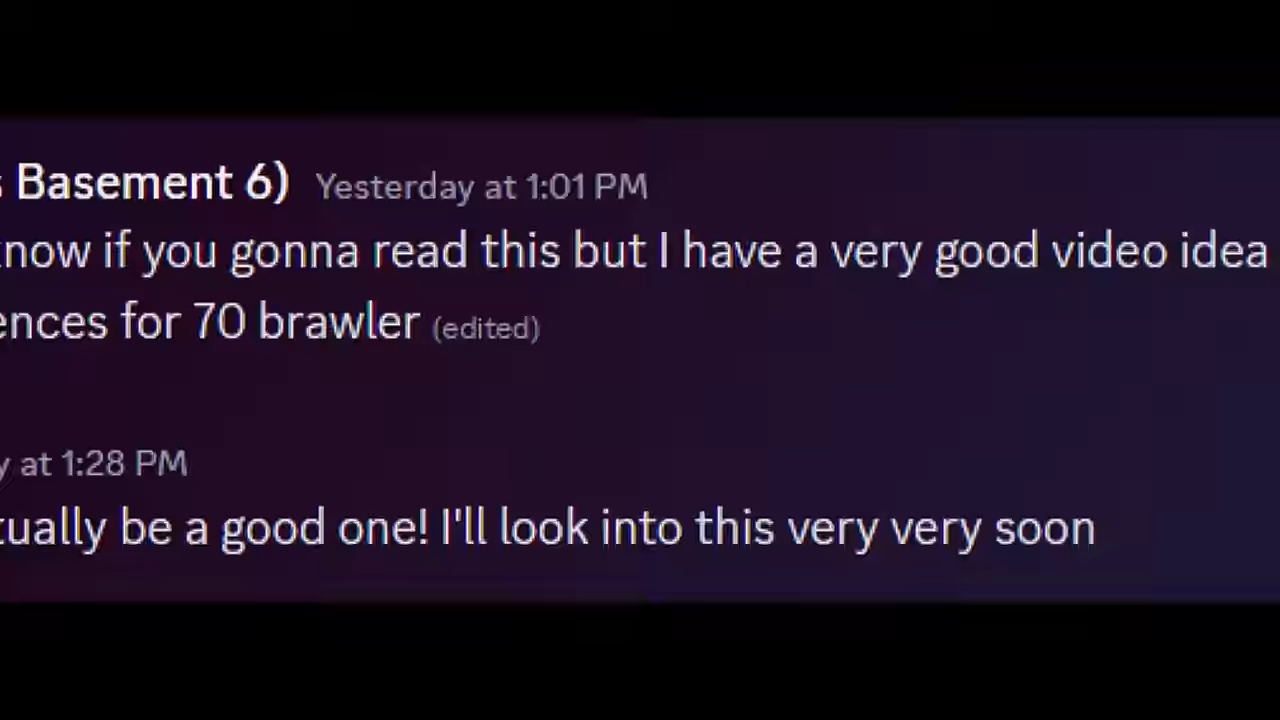 s Basement 6) Yesterday at 1:01 PM
know if you gonna read this but I have a very good video idea
ences for 70 brawler (edited)
y at 1:28 PM
tually be a good one! I'll look into this very very soon